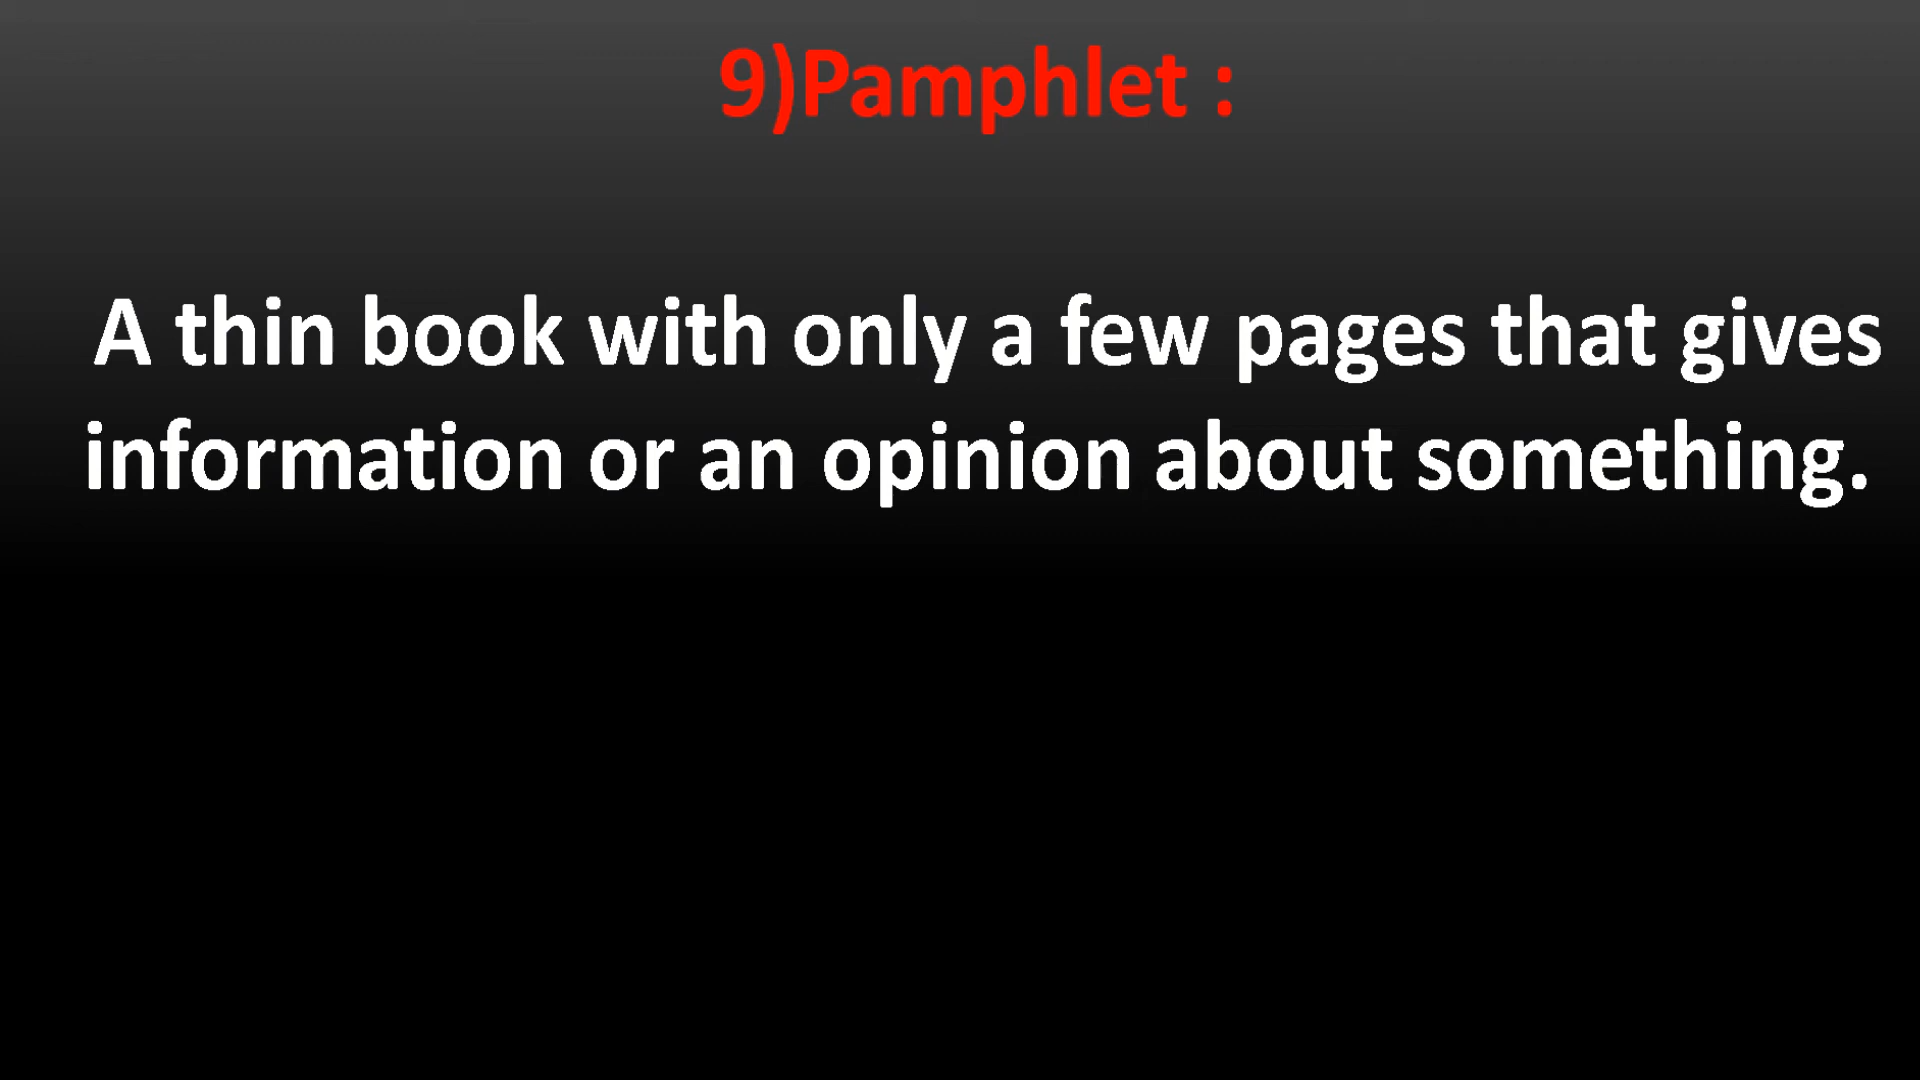 9)Pamphlet :
A thin book with only a few pages that gives
information or an opinion about something.